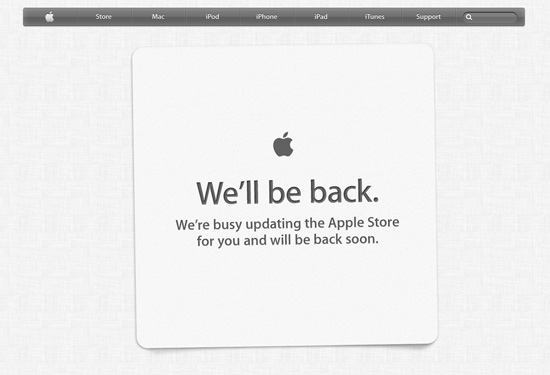 Store Mac iPod iPhone iPad iTunes Support
We'll be back.
We're busy updating the Apple Store
for you and will be back soon.